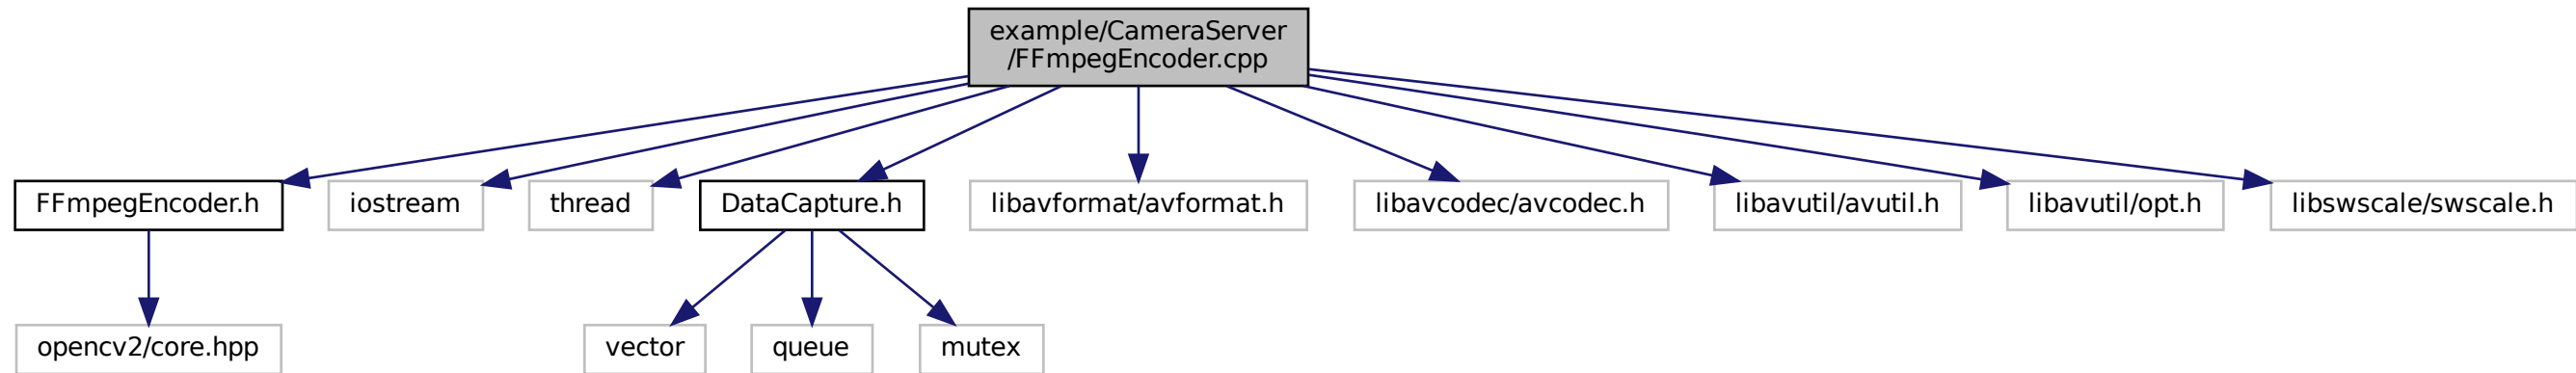 example/CameraServer
/FFmpegEncoder.cpp
FFmpegEncoder.h
iostream
thread
DataCapture.h
libavformat/avformat.h
libavcodec/avcodec.h
libavutil/avutil.h
libavutil/opt.h
libswscale/swscale.h
opencv2/core.hpp
vector
queue
mutex